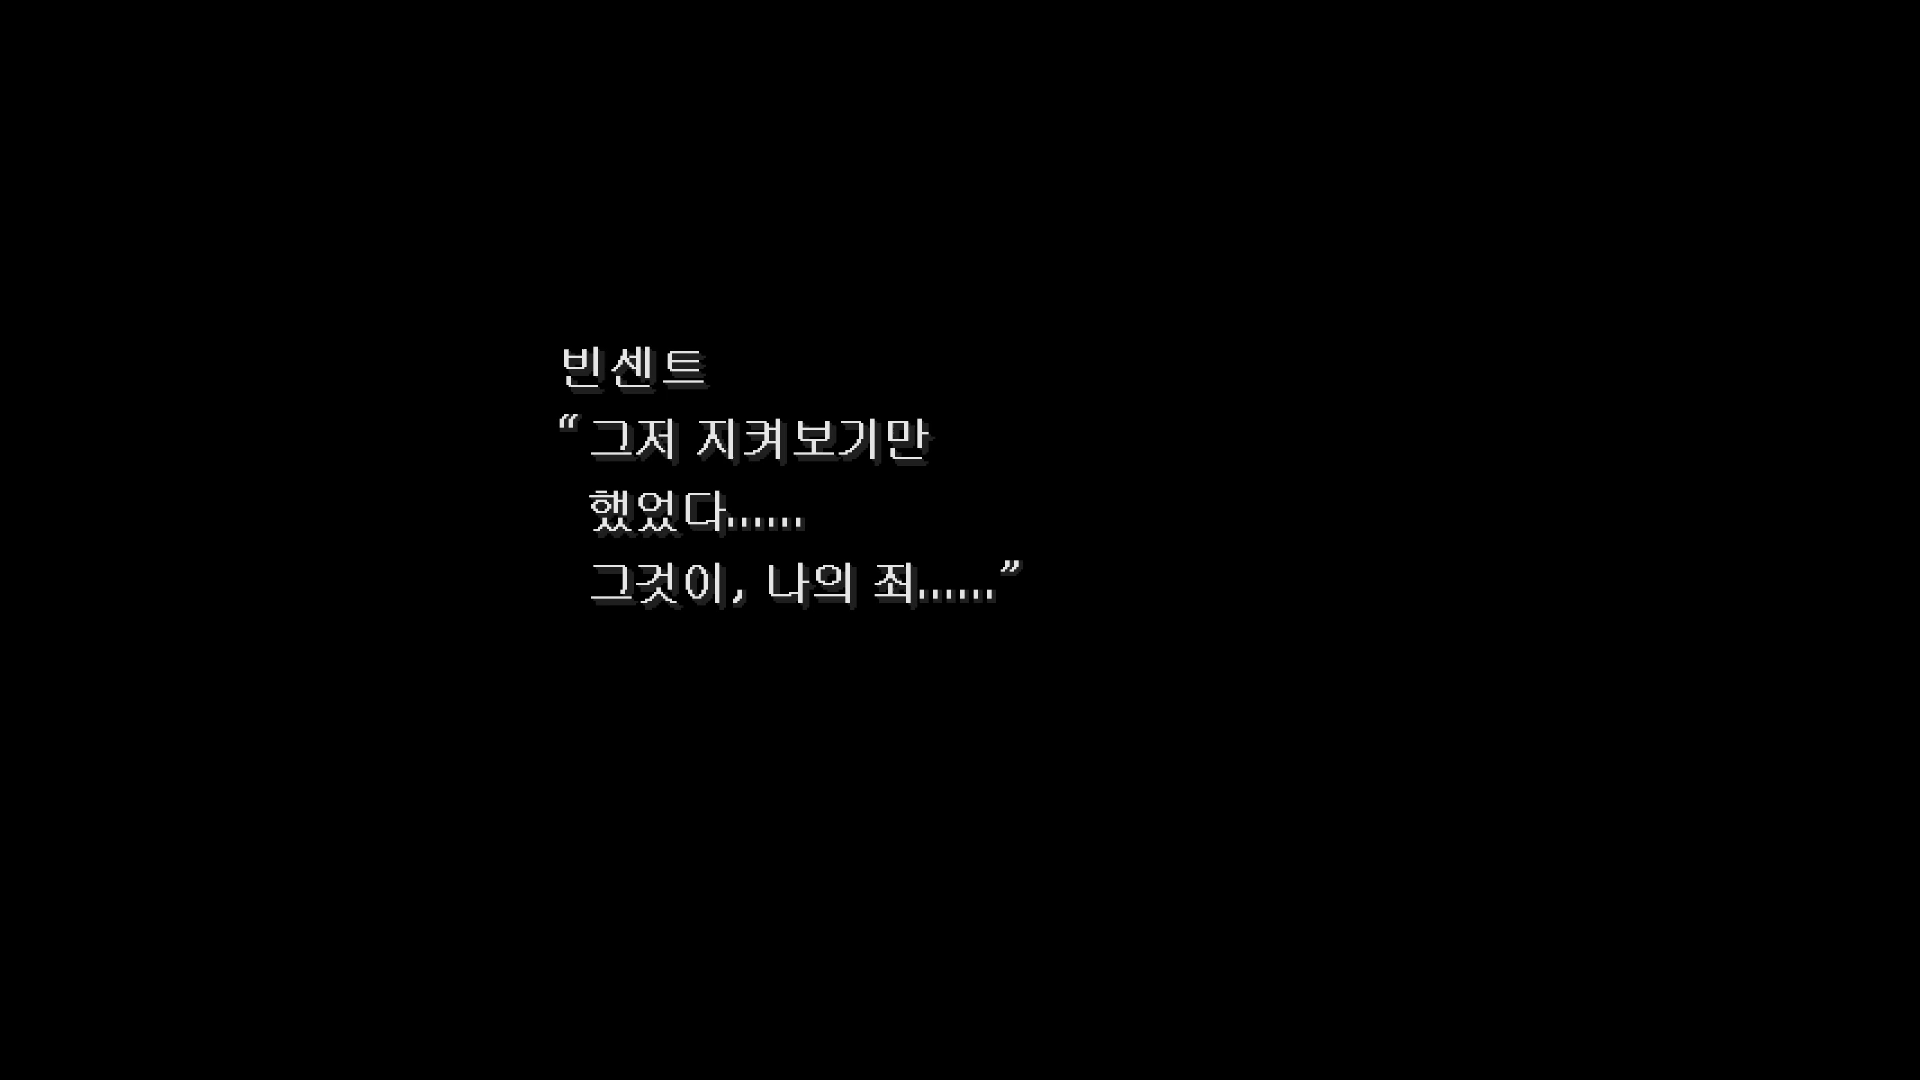 빈센트
“그저 지켜보기만
했었다......
그것이, 나의 죄......”